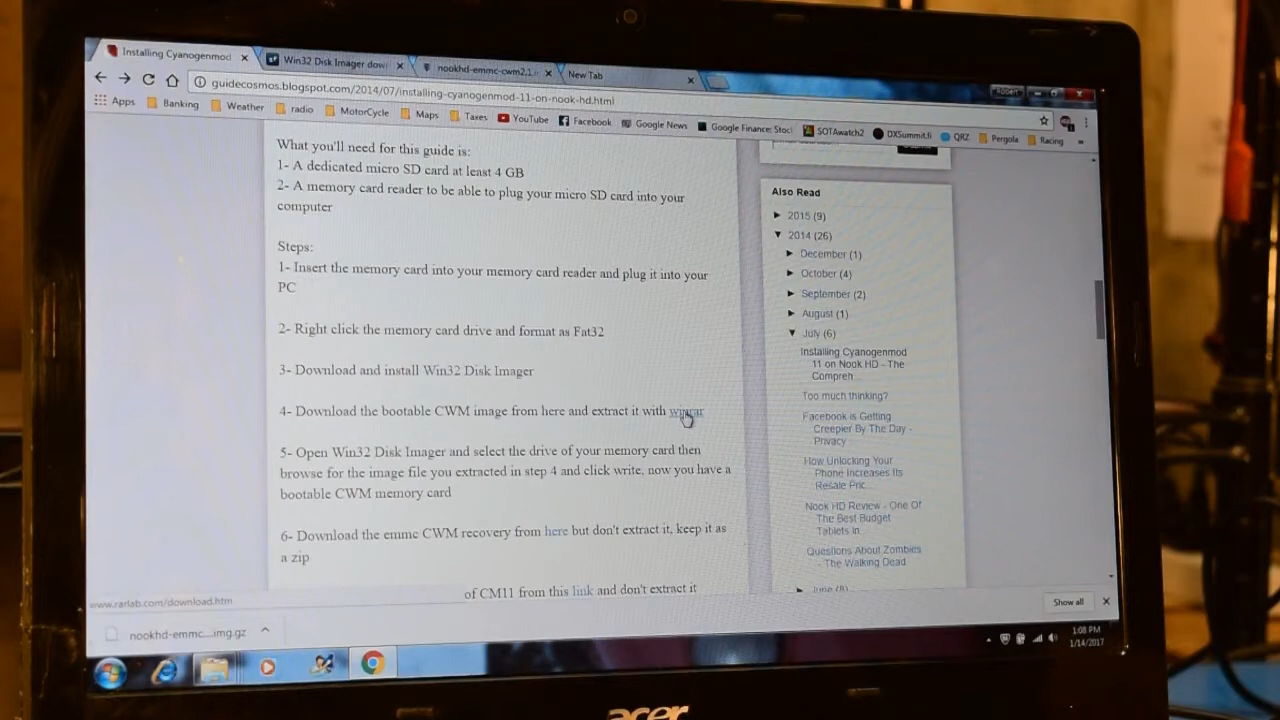 Installing Cyanogenmod
Win32 Disk Imager dow
nookhd-emmc-cwm2.1.i
New Tab
guidecosmos.blogspot.com/2014/07/installing-cyanogenmod-11-on-nook-hd.html
Apps
Banking
Weather
radio
MotorCycle
Maps
Taxes
YouTube
Facebook
Google News
Google Finance: Stoc
SOTAwatch2
DXSummit.fi
QRZ
Pergola
Racing
What you'll need for this guide is:
1- A dedicated micro SD card at least 4 GB
2- A memory card reader to be able to plug your micro SD card into your
computer
Steps:
1- Insert the memory card into your memory card reader and plug it into your
PC
2- Right click the memory card drive and format as Fat32
3- Download and install Win32 Disk Imager
4- Download the bootable CWM image from here and extract it with winrar
5- Open Win32 Disk Imager and select the drive of your memory card then
browse for the image file you extracted in step 4 and click write, now you have a
bootable CWM memory card
6- Download the emmc CWM recovery from here but don't extract it, keep it as
a zip
of CM11 from this link and don't extract it
Also Read
► 2015 (9)
▼ 2014 (26)
► December (1)
► October (4)
► September (2)
► August (1)
▼ July (6)
Installing Cyanogenmod
11 on Nook HD - The
Compreh...
Too much thinking?
Facebook is Getting
Creepier By The Day -
Privacy
How Unlocking Your
Phone Increases Its
Resale Pric...
Nook HD Review - One Of
The Best Budget
Tablets In...
Questions About Zombies
- The Walking Dead
► June (8)
www.rarlab.com/download.htm
nookhd-emmc....img.gz
Show all
1:08 PM
1/14/2017
acer